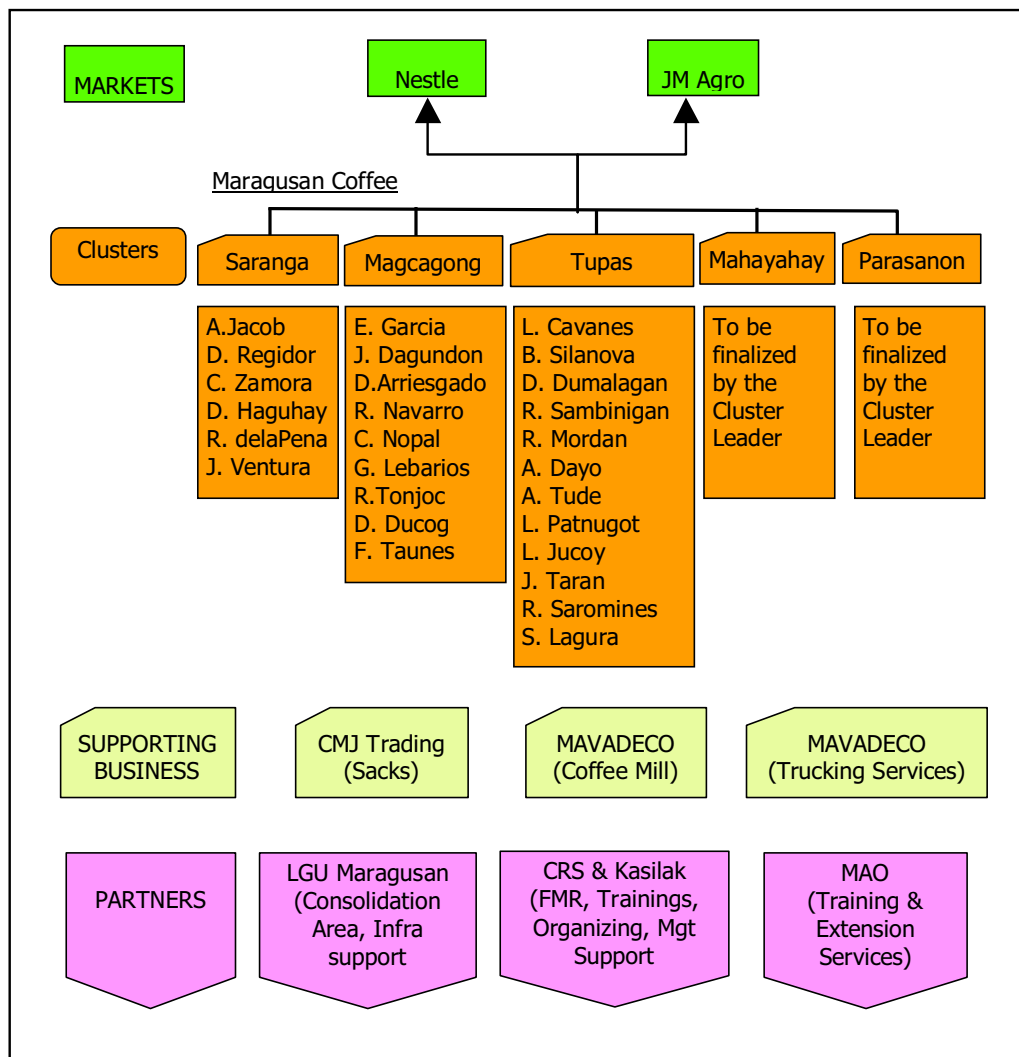 MARKETS
Nestle
JM Agro
Maragusan Coffee
Clusters
Saranga
Magcagong
Tupas
Mahayahay
Parasanon
A.Jacob
D. Regidor
C. Zamora
D. Haguhay
R. delaPena
J. Ventura
E. Garcia
J. Dagundon
D.Arriesgado
R. Navarro
C. Nopal
G. Lebarios
R.Tonjoc
D. Ducog
F. Taunes
L. Cavanes
B. Silanova
D. Dumalagan
R. Sambinigan
R. Mordan
A. Dayo
A. Tude
L. Patnugot
L. Jucoy
J. Taran
R. Saromines
S. Lagura
To be
finalized
by the
Cluster
Leader
To be
finalized
by the
Cluster
Leader
SUPPORTING
BUSINESS
CMJ Trading
(Sacks)
MAVADECO
(Coffee Mill)
MAVADECO
(Trucking Services)
PARTNERS
LGU Maragusan
(Consolidation
Area, Infra
support
CRS & Kasilak
(FMR, Trainings,
Organizing, Mgt
Support
MAO
(Training &
Extension
Services)